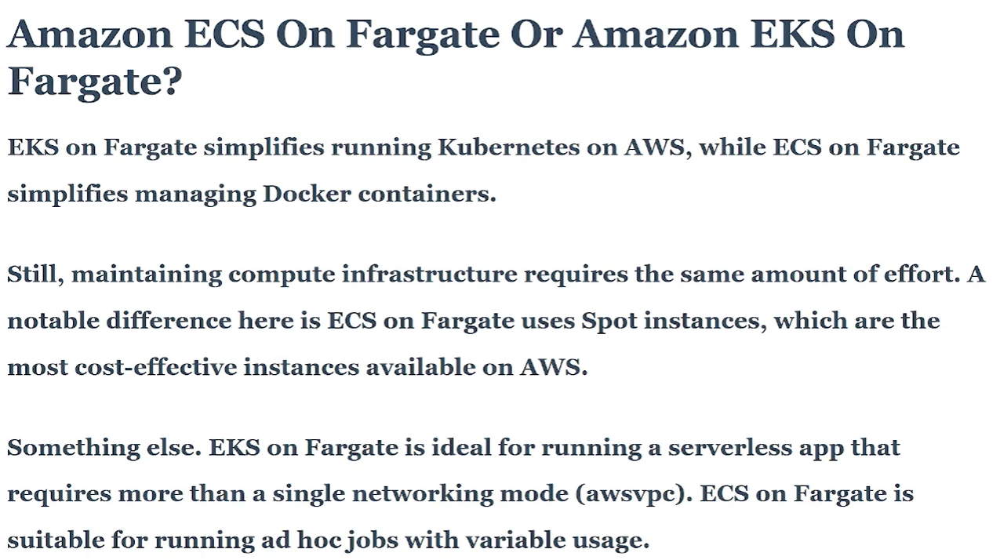 Amazon ECS On Fargate Or Amazon EKS On
Fargate?
EKS on Fargate simplifies running Kubernetes on AWS, while ECS on Fargate
simplifies managing Docker containers.
Still, maintaining compute infrastructure requires the same amount of effort. A
notable difference here is ECS on Fargate uses Spot instances, which are the
most cost-effective instances available on AWS.
Something else. EKS on Fargate is ideal for running a serverless app that
requires more than a single networking mode (awsvpc). ECS on Fargate is
suitable for running ad hoc jobs with variable usage.